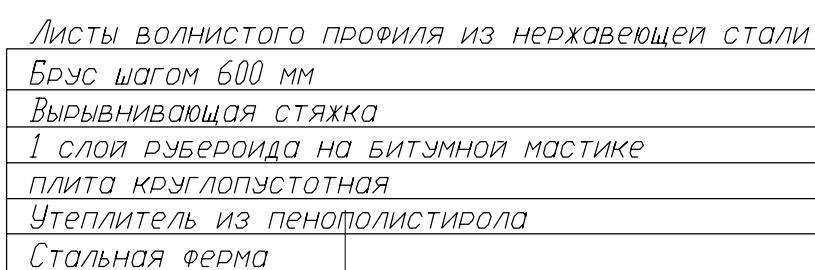 Листы волнистого профиля из нержавеющей стали
Брус шагом 600 мм
Вырывнивающая стяжка
1 слой рубероида на битумной мастике
плита круглопустотная
Утеплитель из пенополистирола
Стальная ферма